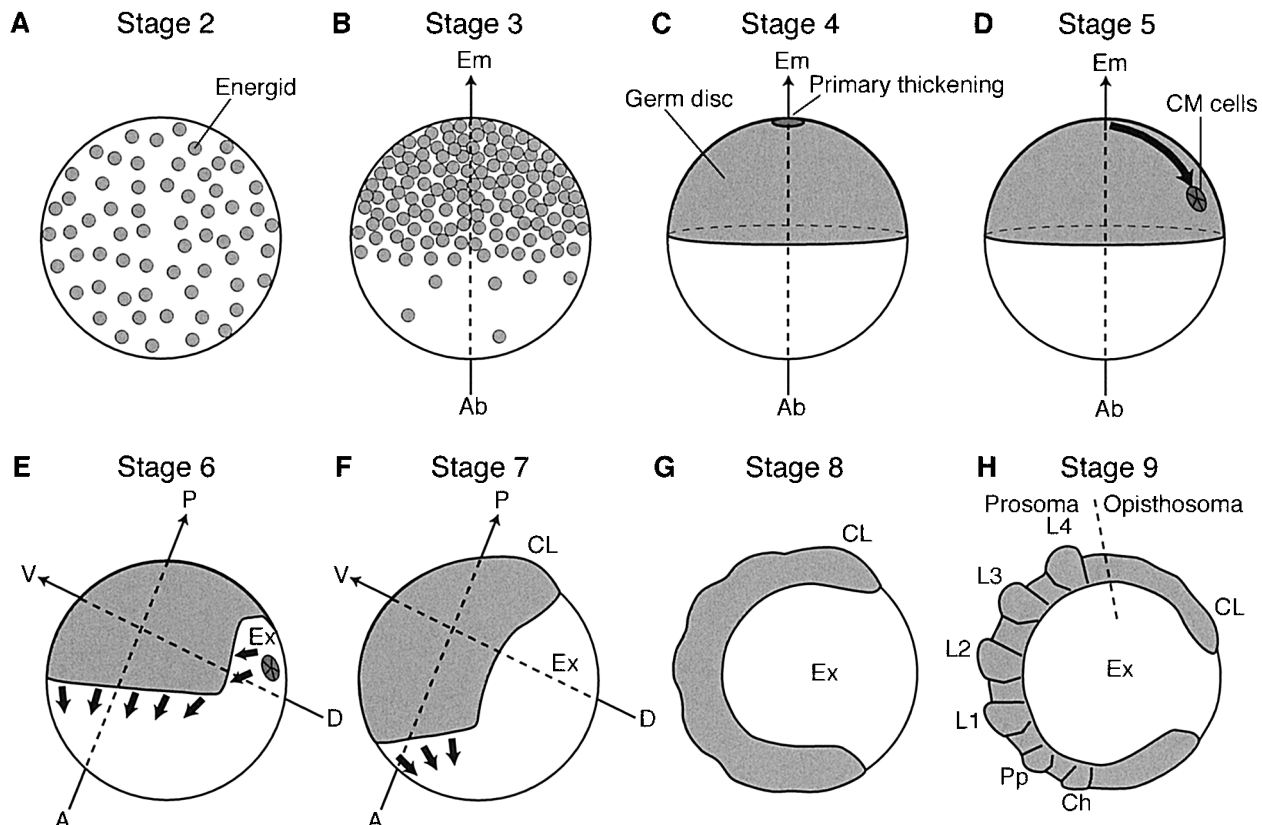 A Stage 2
Energid
B Stage 3
Em
Ab
C Stage 4
Em
Primary thickening
Germ disc
Ab
D Stage 5
Em
CM cells
Ab
E Stage 6
P
V
Ex
D
A
F Stage 7
P
CL
V
Ex
D
A
G Stage 8
CL
Ex
H Stage 9
Prosoma Opisthosoma
L4
L3
L2
L1
Pp
Ch
CL
Ex